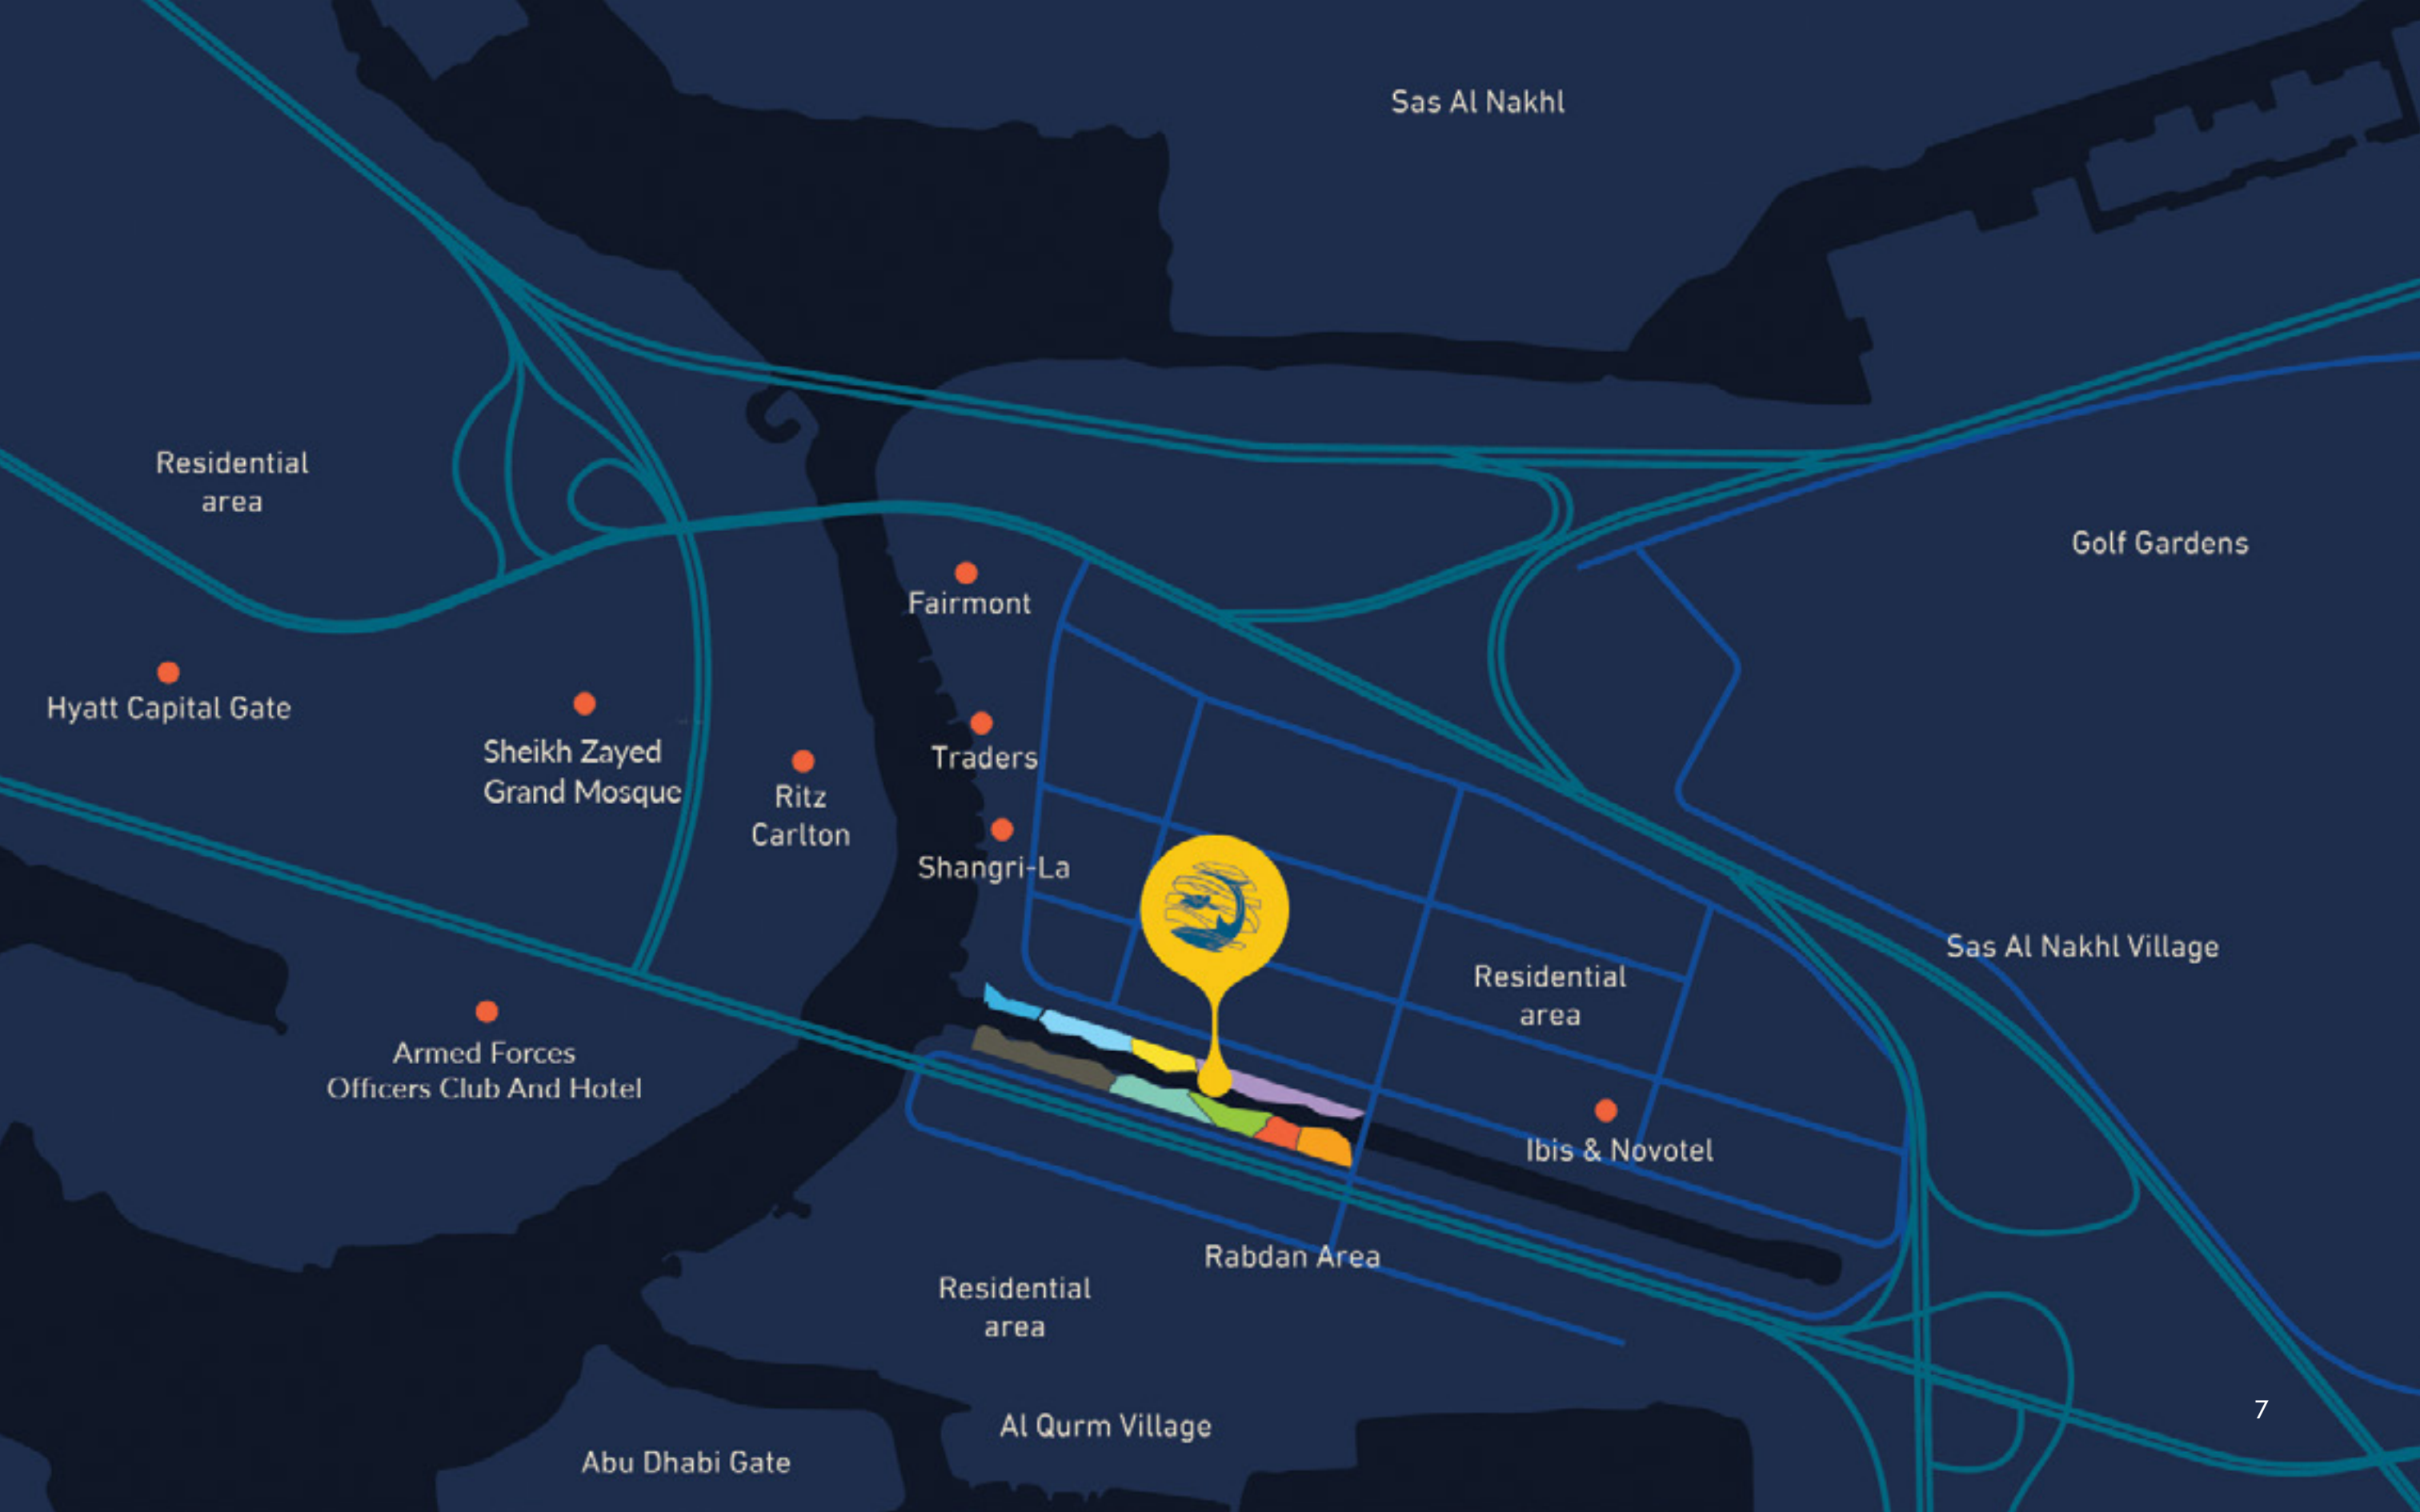 Sas Al Nakhl
Residential
area
Golf Gardens
Fairmont
Hyatt Capital Gate
Sheikh Zayed
Grand Mosque
Traders
Ritz
Carlton
Shangri-La
Sas Al Nakhl Village
Residential
area
Armed Forces
Officers Club And Hotel
Ibis & Novotel
Rabdan Area
Residential
area
7
Al Qurm Village
Abu Dhabi Gate